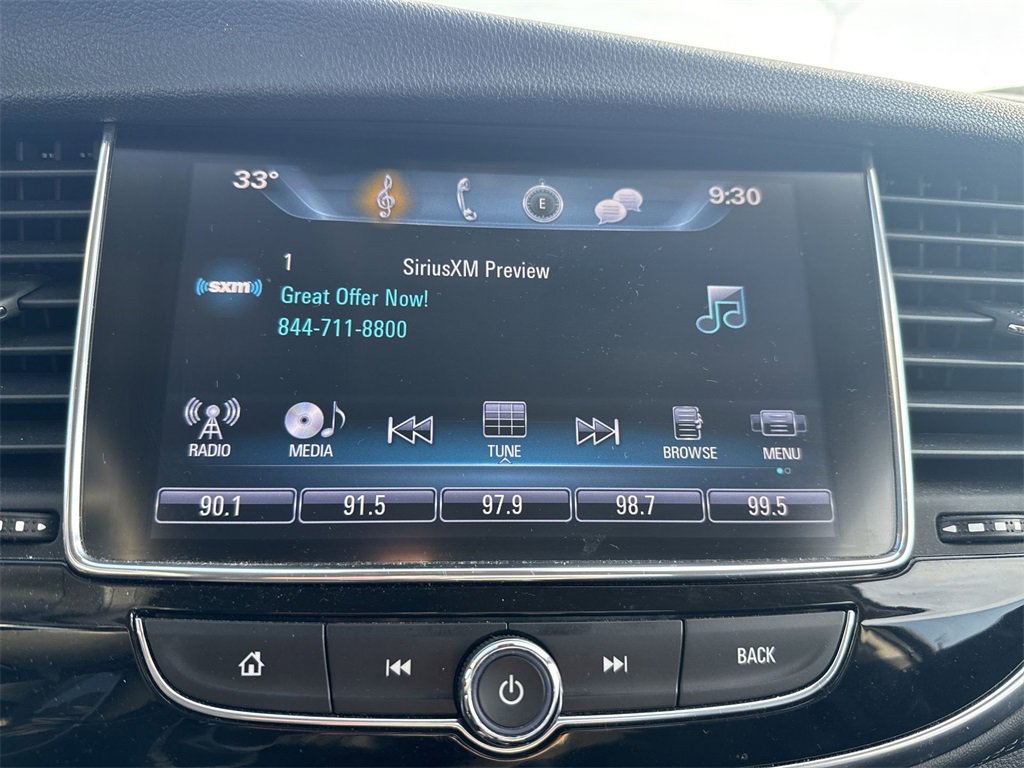 33° E 9:30
1 SiriusXM Preview
((sxm)) Great Offer Now!
844-711-8800
RADIO MEDIA TUNE BROWSE MENU
90.1 91.5 97.9 98.7 99.5
BACK